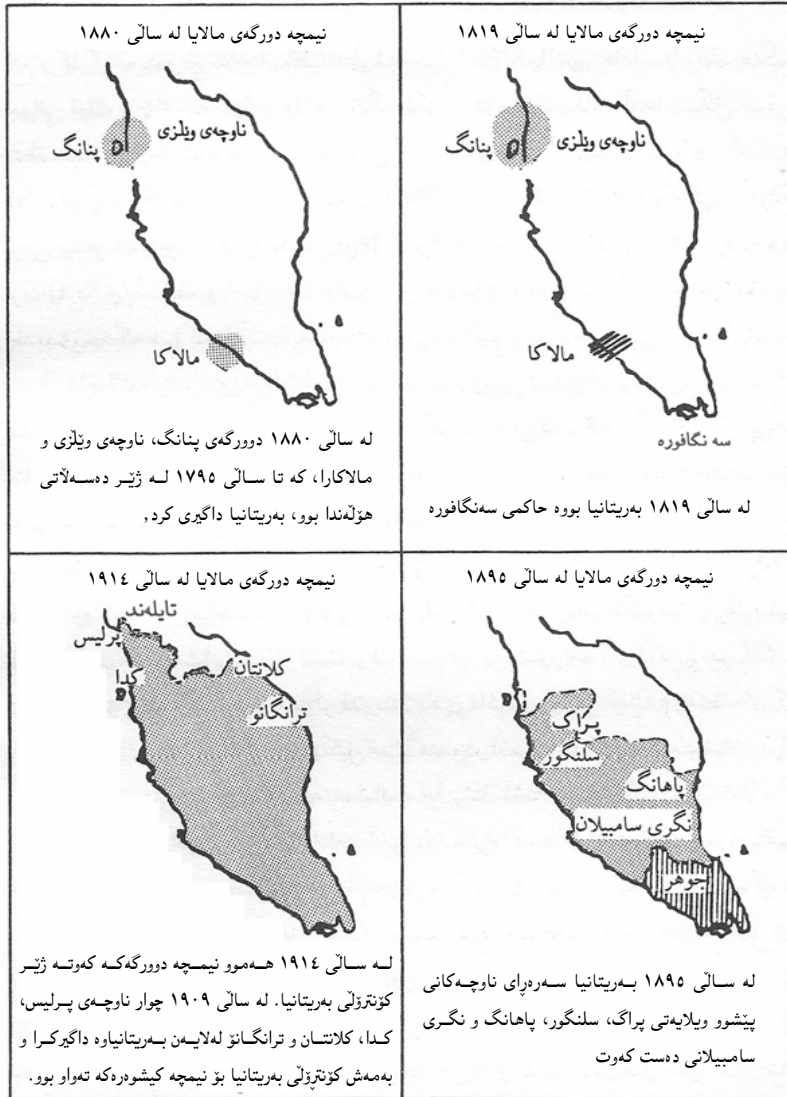 نیمچە دورگەی مالایا لە ساڵی ١٨١٩
ناوچەی وێڵزی
پنانگ
مالاکا
سە نگافورە
لە ساڵی ١٨١٩ بەریتانیا بووە حاکمی سەنگافورە
نیمچە دورگەی مالایا لە ساڵی ١٨٨٠
ناوچەی وێڵزی
پنانگ
مالاکا
لە ساڵی ١٨٨٠ دوورگەی پنانگ، ناوچەی وێڵزی و
مالاکارا، کە تا ساڵی ١٧٩٥ لە ژێر دەسەڵاتی
هۆڵەندا بوو، بەریتانیا داگیری کرد,
نیمچە دورگەی مالایا لە ساڵی ١٨٩٥
پراک
سلنگور
پاهانگ
نگری سامبیلان
جوهر
لە ساڵی ١٨٩٥ بەریتانیا سەرەڕای ناوچەکانی
پێشوو ویلایەتی پراگ، سلنگور، پاهانگ و نگری
سامبیلانی دەست کەوت
نیمچە دورگەی مالایا لە ساڵی ١٩١٤
تایلەند
پرلیس
کلانتان
کدا
ترانگانو
لە ساڵی ١٩١٤ هەموو نیمچە دوورگەکە کەوتە ژێر
کۆنترۆڵی بەریتانیا. لە ساڵی ١٩٠٩ چوار ناوچەی پرلیس،
کدا، کلانتان و ترانگانۆ لەلایەن بەریتانیاوە داگیرکرا و
بەمەش کۆنترۆڵی بەریتانیا بۆ نیمچە کیشوەرەکە تەواو بوو.